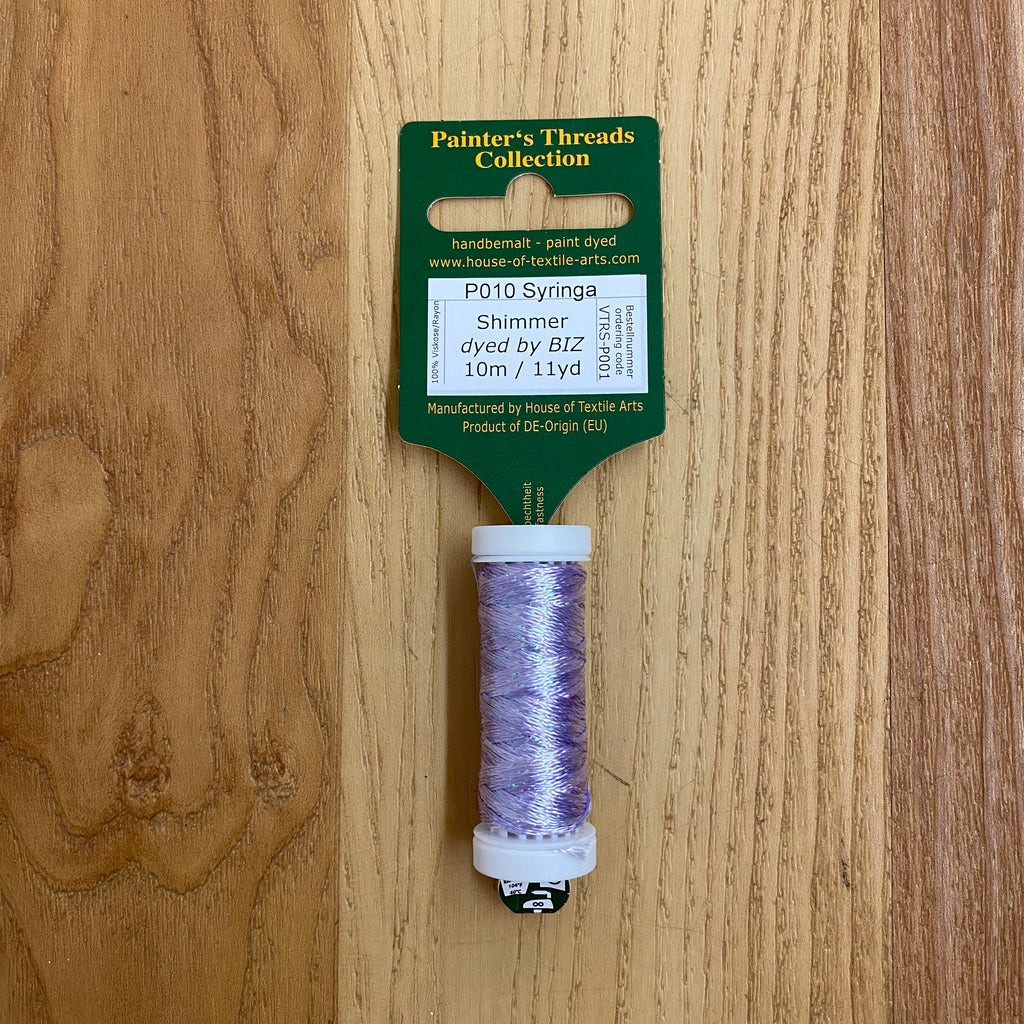 Painter‘s Threads
Collection
handbemalt - paint dyed
www.house-of-textile-arts.com
P010 Syringa
100% Viskose/Rayon
Shimmer
dyed by BIZ
10m / 11yd
Bestellnummer
ordering code
VTRS-P001
Manufactured by House of Textile Arts
Product of DE-Origin (EU)
104°F
40°C